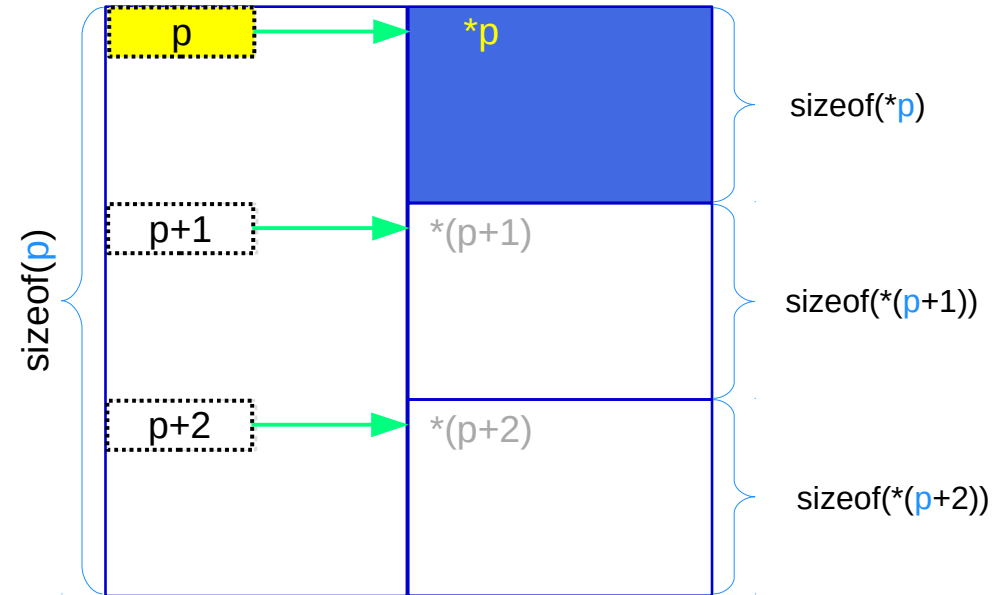 p
*p
sizeof(*p)
p+1
*(p+1)
sizeof(*(p+1))
sizeof(p)
p+2
*(p+2)
sizeof(*(p+2))